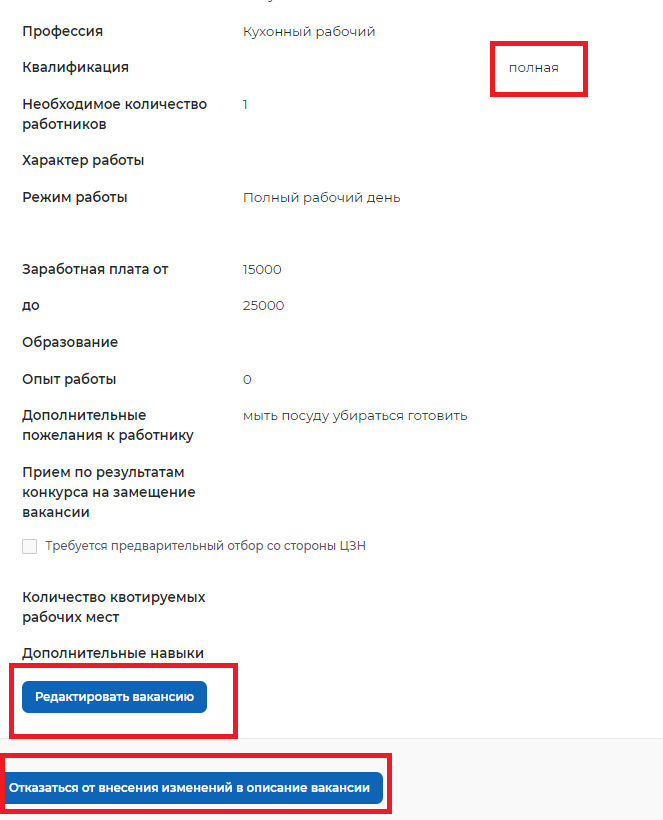 Профессия Кухонный рабочий
Квалификация полная
Необходимое количество 1
работников
Характер работы
Режим работы Полный рабочий день
Заработная плата от 15000
до 25000
Образование
Опыт работы 0
Дополнительные мыть посуду убираться готовить
пожелания к работнику
Прием по результатам
конкурса на замещение
вакансии
Требуется предварительный отбор со стороны ЦЗН
Количество квотируемых
рабочих мест
Дополнительные навыки
Редактировать вакансию
Отказаться от внесения изменений в описание вакансии